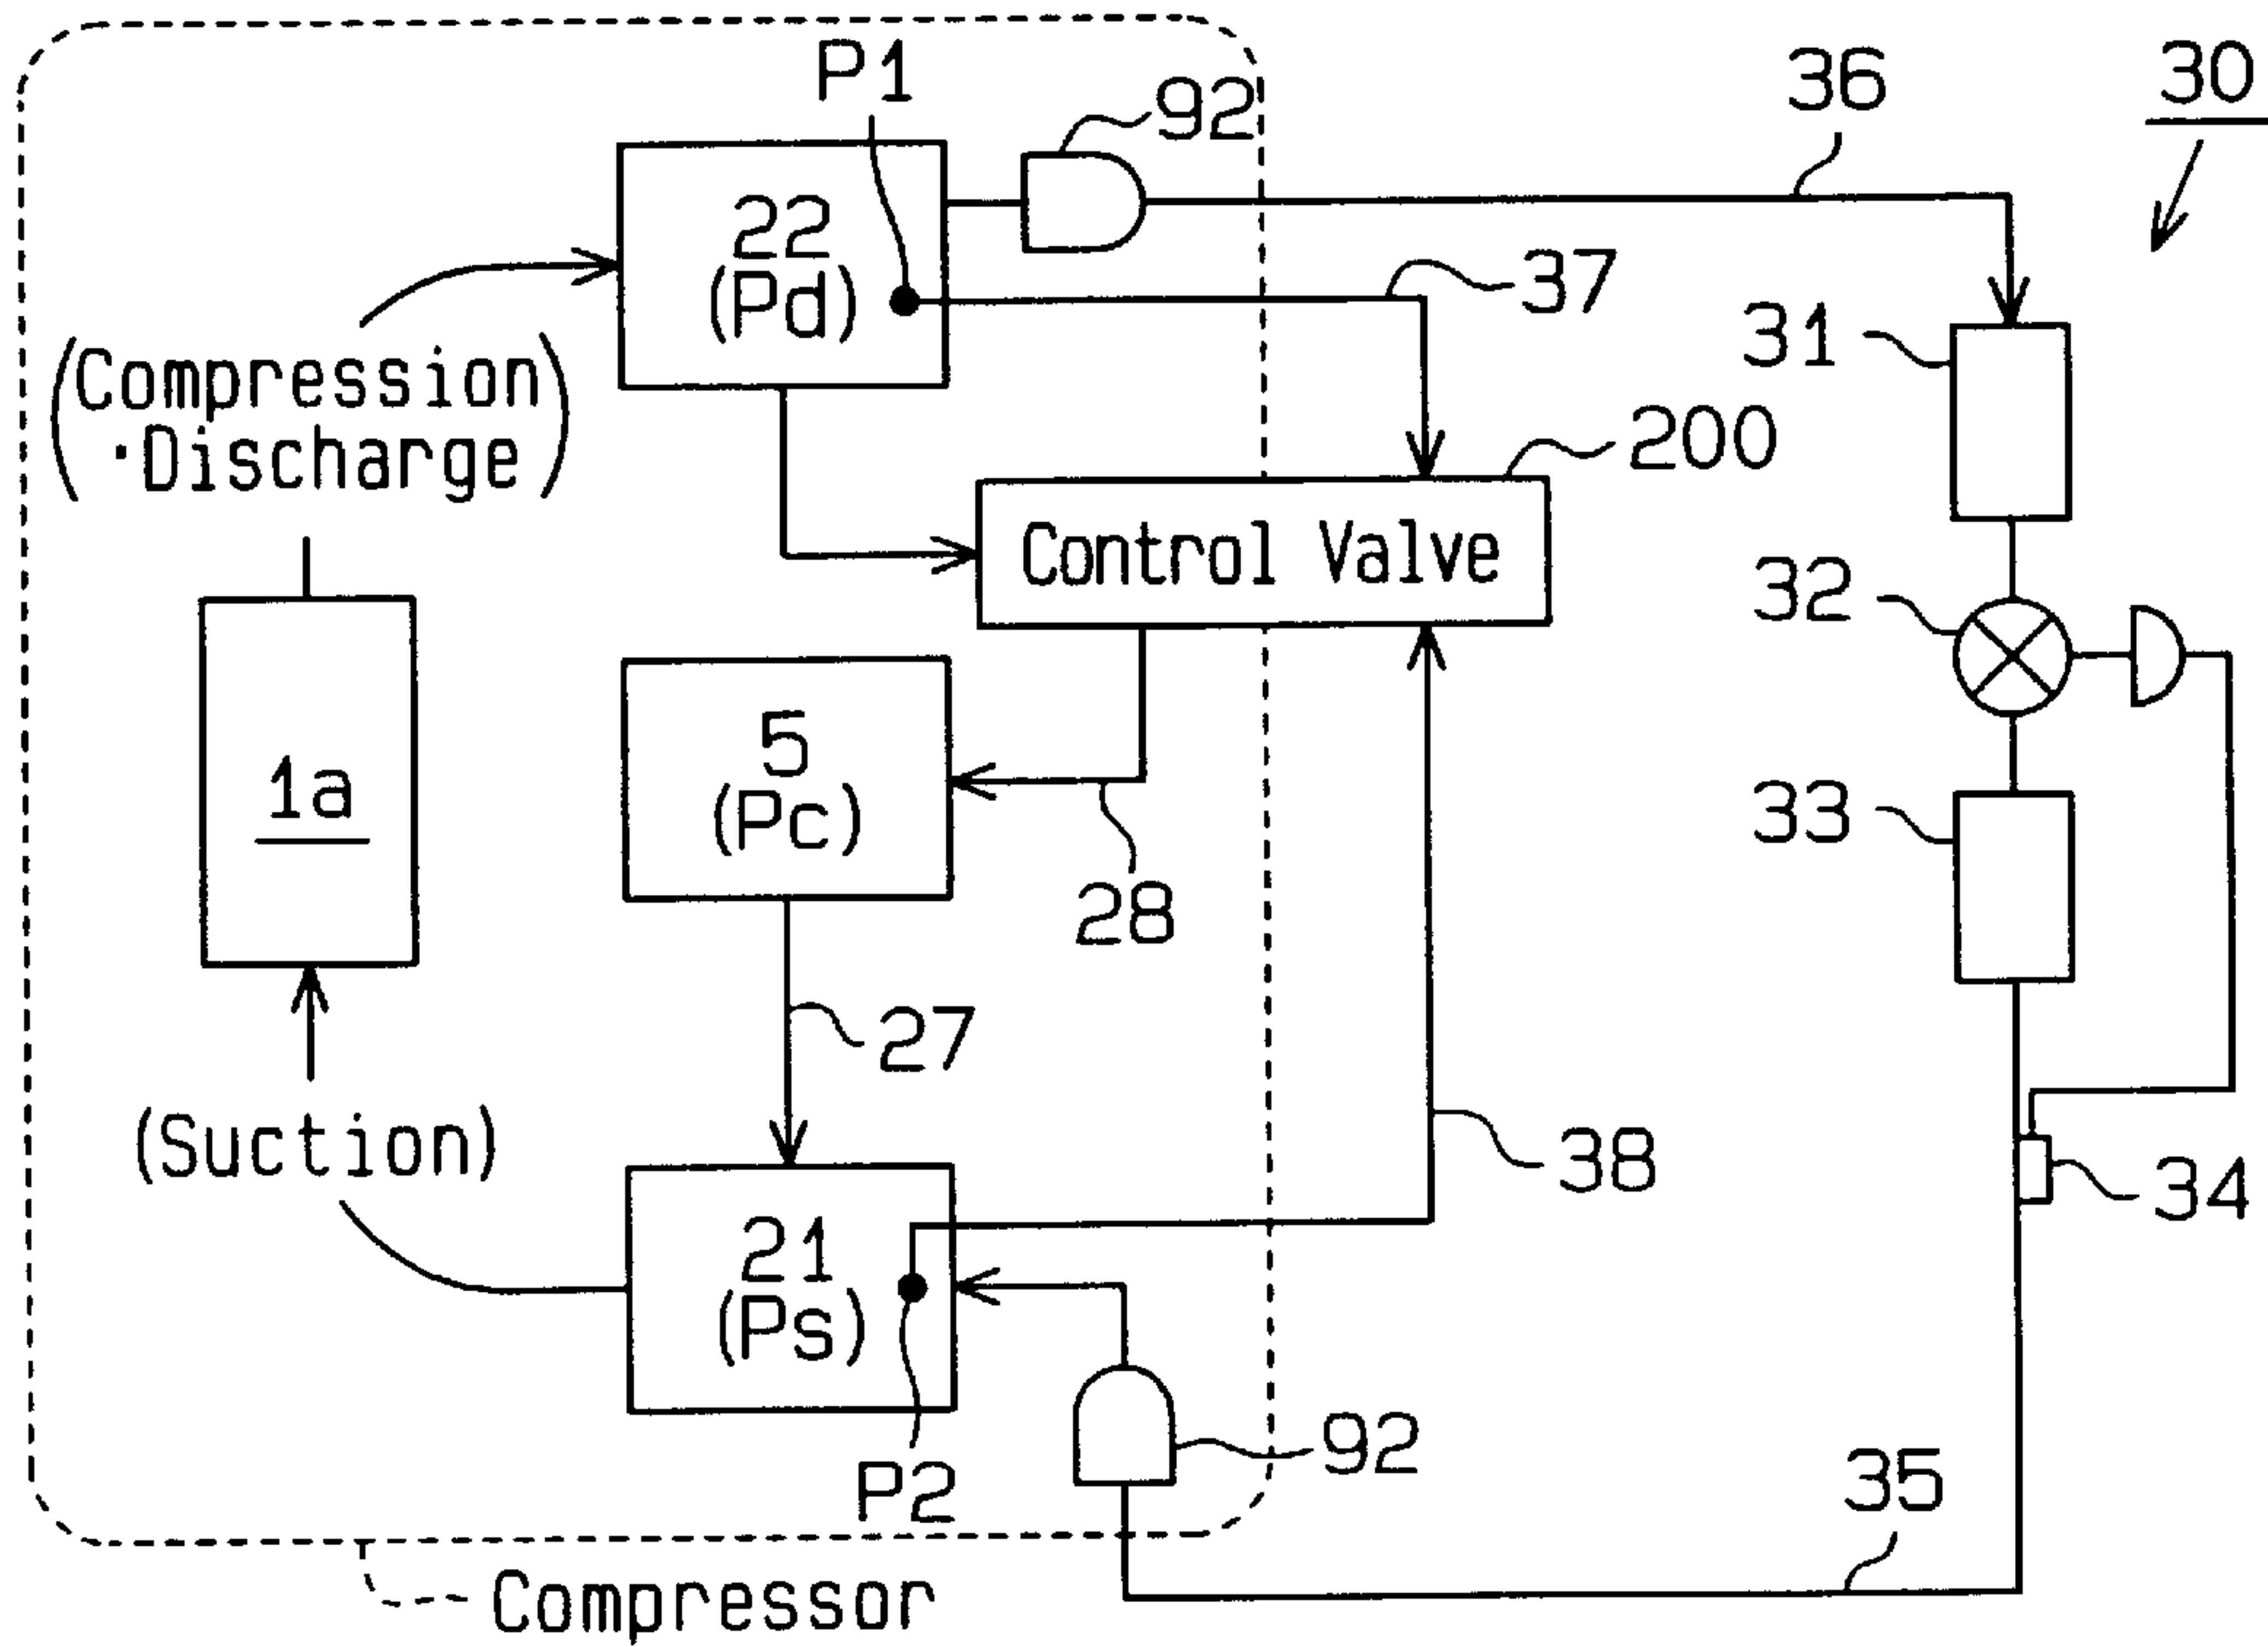 P1
92
36
30
22
(Pd)
37
31
(Compression
·Discharge)
200
Control Valve
32
1a
5
(Pc)
33
28
27
(Suction)
38
34
21
(Ps)
P2
92
35
Compressor